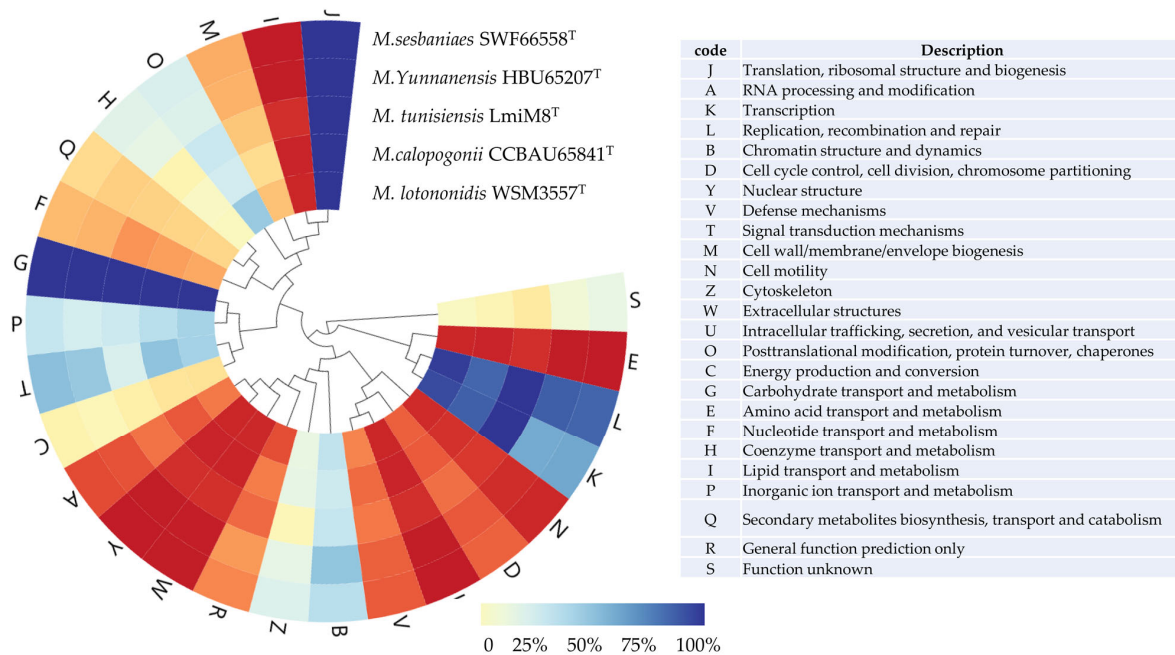 J
I
M
O
H
Q
F
G
P
T
C
A
Y
W
R
Z
B
V
D
N
K
L
E
S
M.sesbaniaes SWF66558ᵀ
M.Yunnanensis HBU65207ᵀ
M. tunisiensis LmiM8ᵀ
M.calopogonii CCBAU65841ᵀ
M. lotononidis WSM3557ᵀ
0 25% 50% 75% 100%
code Description
J Translation, ribosomal structure and biogenesis
A RNA processing and modification
K Transcription
L Replication, recombination and repair
B Chromatin structure and dynamics
D Cell cycle control, cell division, chromosome partitioning
Y Nuclear structure
V Defense mechanisms
T Signal transduction mechanisms
M Cell wall/membrane/envelope biogenesis
N Cell motility
Z Cytoskeleton
W Extracellular structures
U Intracellular trafficking, secretion, and vesicular transport
O Posttranslational modification, protein turnover, chaperones
C Energy production and conversion
G Carbohydrate transport and metabolism
E Amino acid transport and metabolism
F Nucleotide transport and metabolism
H Coenzyme transport and metabolism
I Lipid transport and metabolism
P Inorganic ion transport and metabolism
Q Secondary metabolites biosynthesis, transport and catabolism
R General function prediction only
S Function unknown